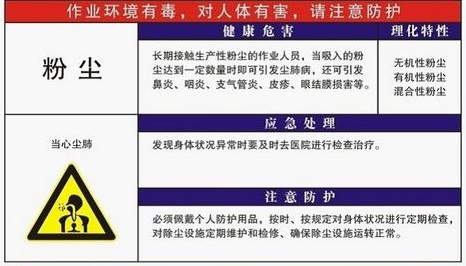 作业环境有毒，对人体有害，请注意防护
粉尘
健康危害
长期接触生产性粉尘的作业人员，当吸入的粉
尘达到一定数量时即可引发尘肺病，还可引发
鼻炎、咽炎、支气管炎、皮疹、眼结膜损害等。
理化特性
无机性粉尘
有机性粉尘
混合性粉尘
当心尘肺
应急处理
发现身体状况异常时要及时去医院进行检查治疗。
注意防护
必须佩戴个人防护用品，按时、按规定对身体状况进行定期检查，
对除尘设施定期维护和检修、确保除尘设施运转正常。